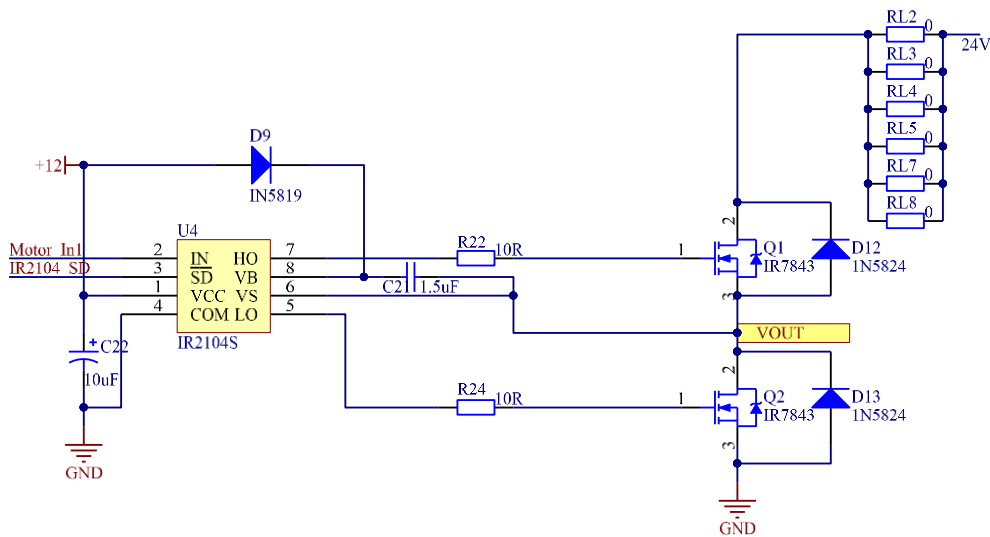 RL2
0
24V
RL3
0
RL4
0
RL5
0
RL7
0
RL8
0
D9
+12
IN5819
U4
Motor_In1
2
IN
HO
7
R22
10R
1
2
Q1
IR7843
3
D12
1N5824
IR2104_SD
3
SD
VB
8
C21
1.5uF
1
VCC
VS
6
4
COM
LO
5
IR2104S
VOUT
C22
+
10uF
GND
R24
10R
1
2
Q2
IR7843
3
D13
1N5824
GND